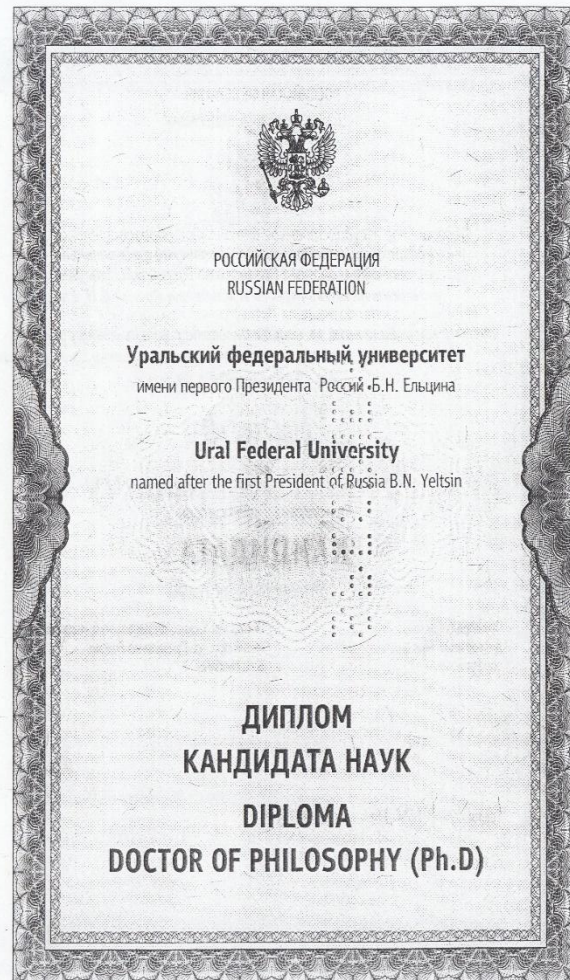 РОССИЙСКАЯ ФЕДЕРАЦИЯ
RUSSIAN FEDERATION
Уральский федеральный университет
имени первого Президента России Б.Н. Ельцина
Ural Federal University
named after the first President of Russia B.N. Yeltsin
ДИПЛОМ
КАНДИДАТА НАУК
DIPLOMA
DOCTOR OF PHILOSOPHY (Ph.D)